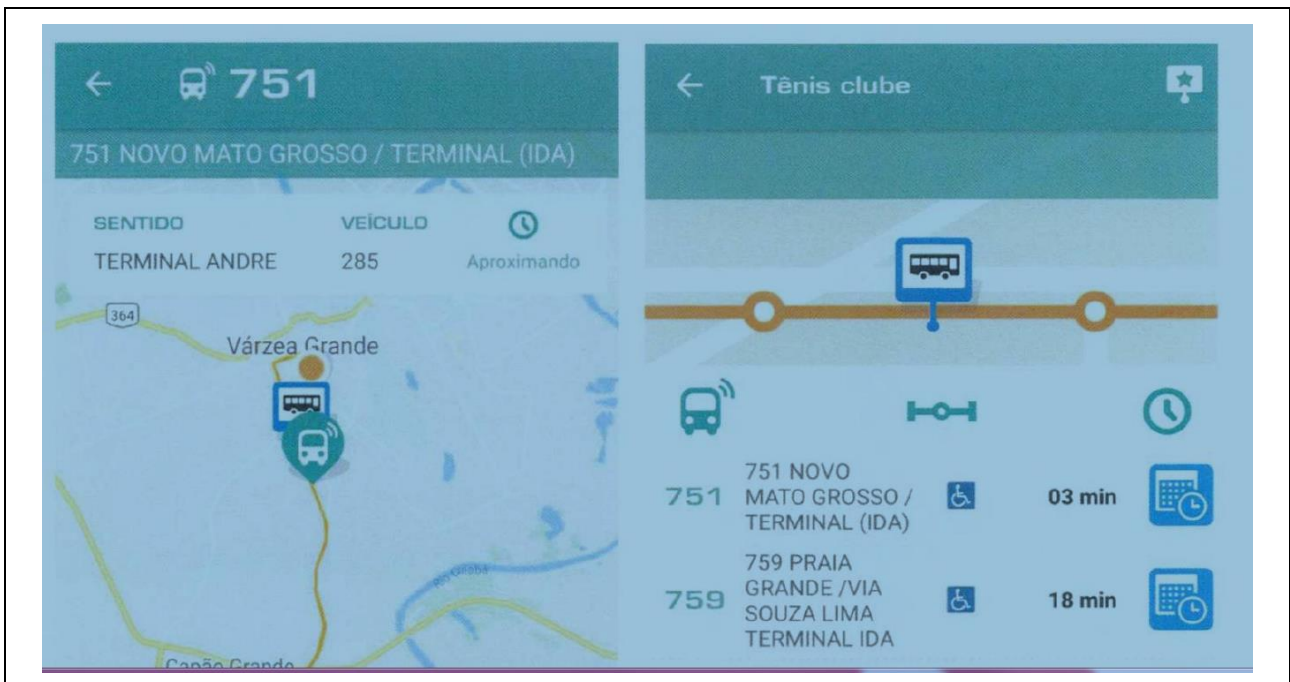 751
751 NOVO MATO GROSSO / TERMINAL (IDA)
SENTIDO
VEÍCULO
TERMINAL ANDRE
285
Aproximando
364
Várzea Grande
Rio Cuiabá
Capão Grande
Tênis clube
751
751 NOVO
MATO GROSSO /
TERMINAL (IDA)
03 min
759
759 PRAIA
GRANDE /VIA
SOUZA LIMA
TERMINAL IDA
18 min